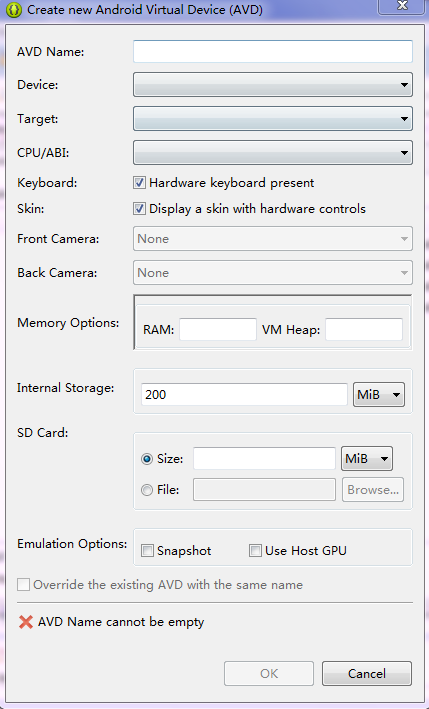 Create new Android Virtual Device (AVD)
AVD Name:
Device:
Target:
CPU/ABI:
Keyboard: Hardware keyboard present
Skin: Display a skin with hardware controls
Front Camera: None
Back Camera: None
Memory Options: RAM: VM Heap:
Internal Storage: 200 MiB
SD Card:
Size: MiB
File: Browse...
Emulation Options: Snapshot Use Host GPU
Override the existing AVD with the same name
AVD Name cannot be empty
OK Cancel